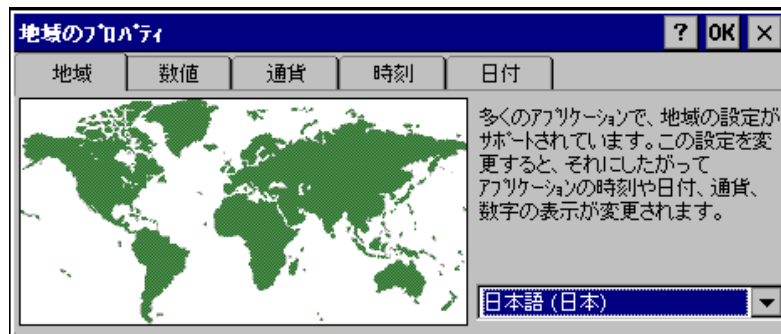 地域のﾌﾟﾛﾊﾟﾃｨ ? OK ×
地域 数値 通貨 時刻 日付
多くのｱﾌﾟﾘｹｰｼｮﾝで、地域の設定が
ｻﾎﾟｰﾄされています。この設定を変
更すると、それにしたがって
ｱﾌﾟﾘｹｰｼｮﾝの時刻や日付、通貨、
数字の表示が変更されます。
日本語 (日本)